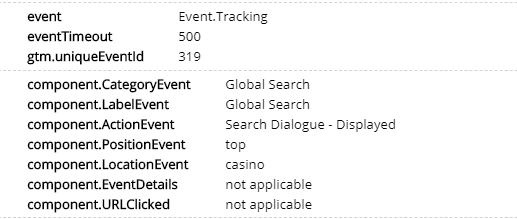 event Event.Tracking
eventTimeout 500
gtm.uniqueEventId 319
component.CategoryEvent Global Search
component.LabelEvent Global Search
component.ActionEvent Search Dialogue - Displayed
component.PositionEvent top
component.LocationEvent casino
component.EventDetails not applicable
component.URLClicked not applicable